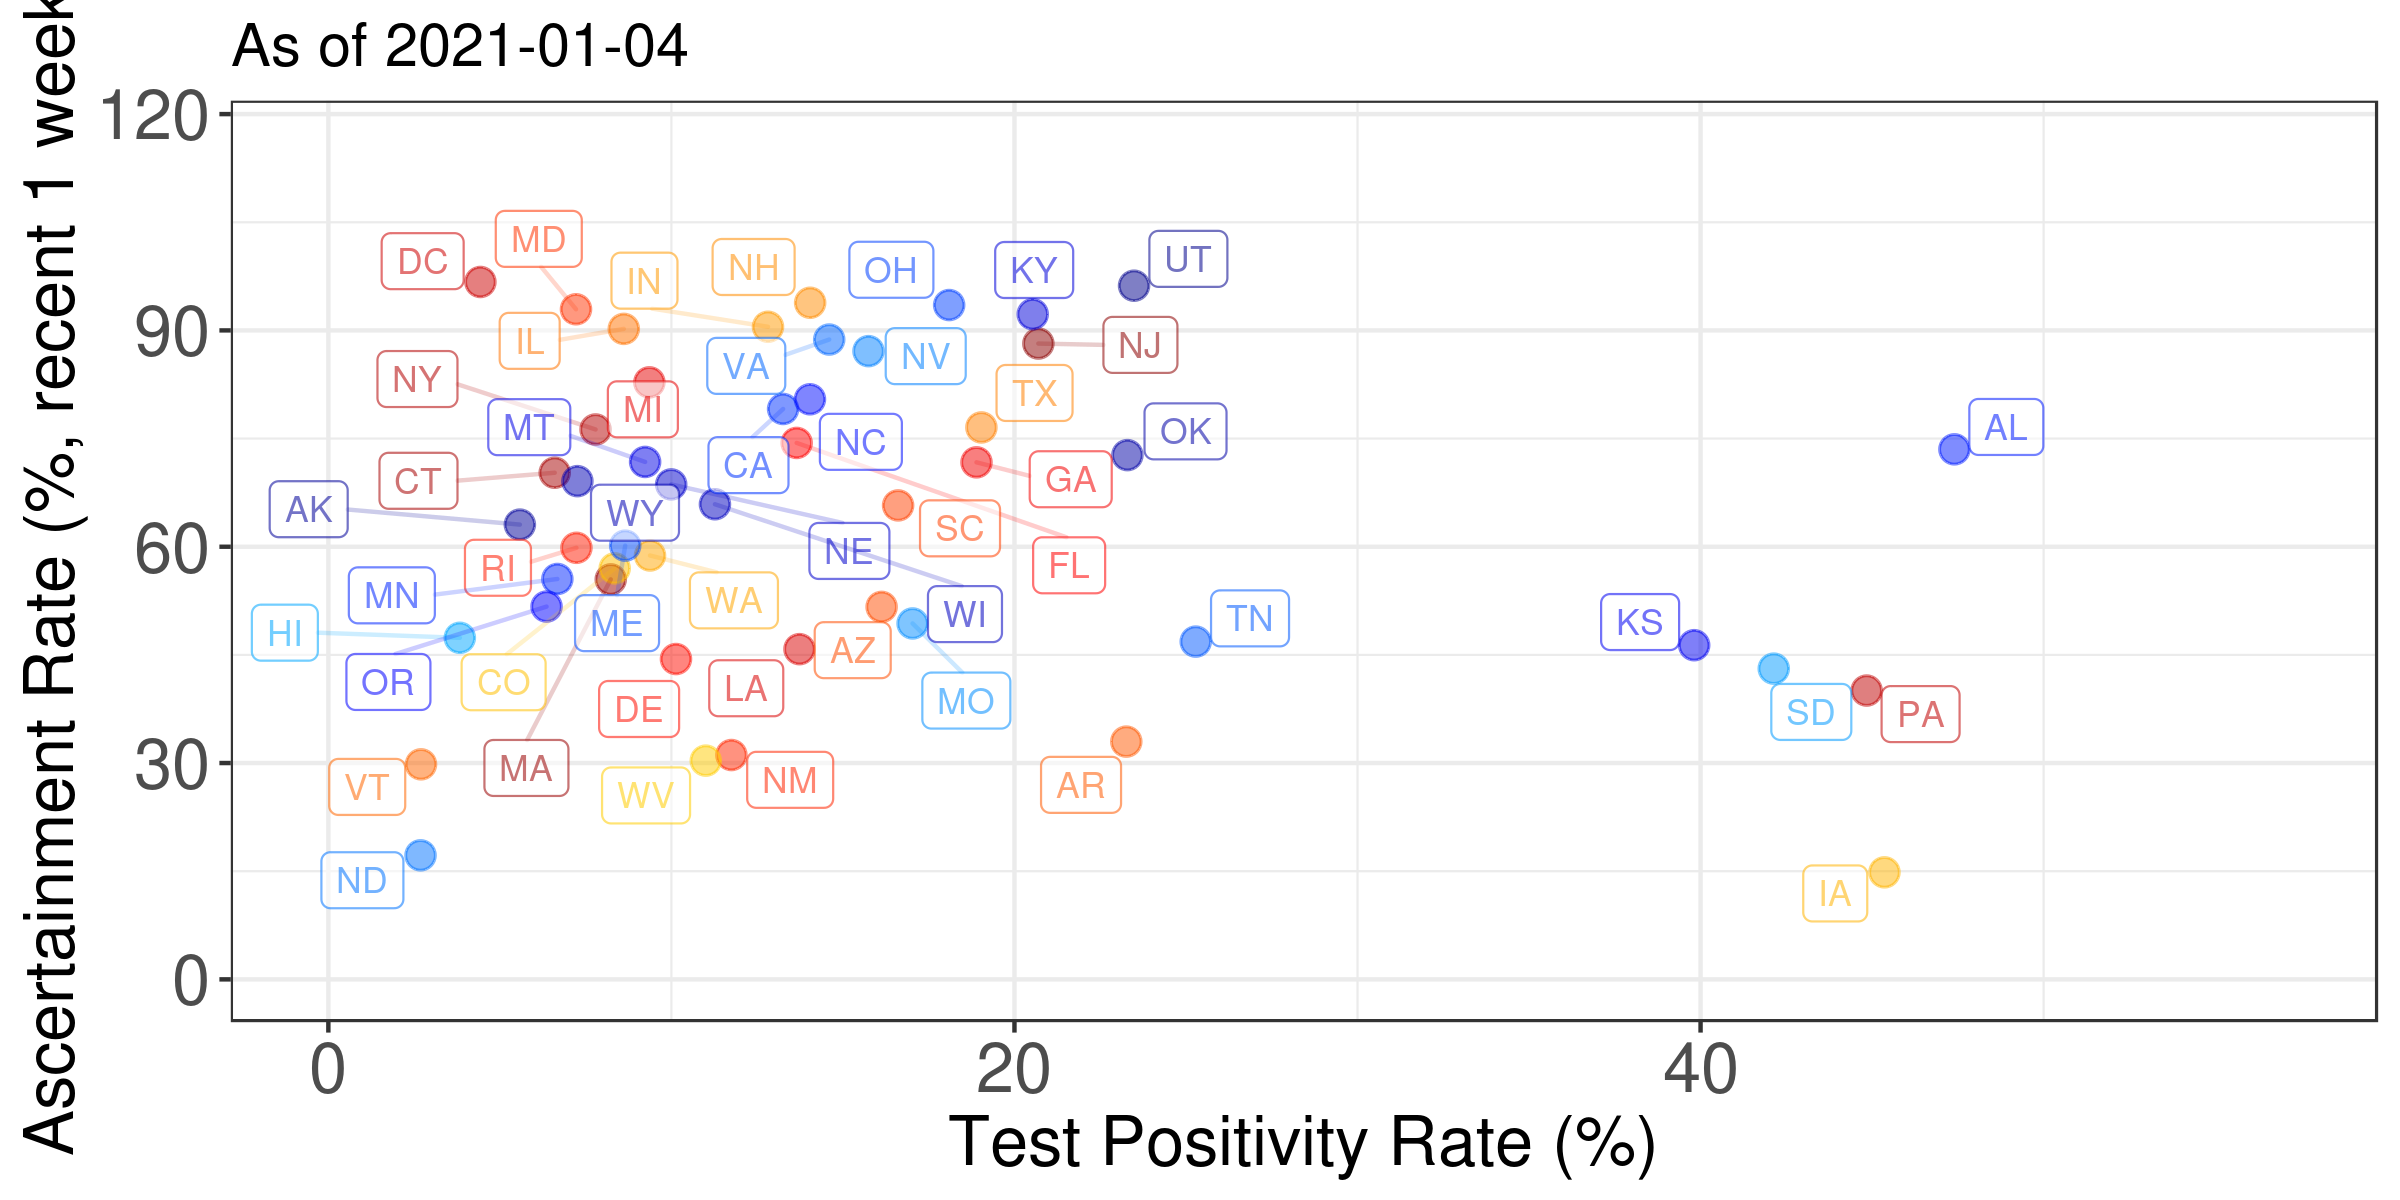 As of 2021-01-04
Ascertainment Rate (%, recent 1 week
120
90
60
30
0
DC
MD
IN
NH
OH
KY
UT
IL
VA
NV
NJ
NY
MI
TX
MT
NC
AL
OK
CT
CA
GA
AK
WY
SC
NE
FL
RI
MN
WA
WI
HI
ME
TN
KS
AZ
OR
CO
LA
MO
DE
SD
PA
MA
VT
WV
NM
AR
ND
IA
0
20
40
Test Positivity Rate (%)